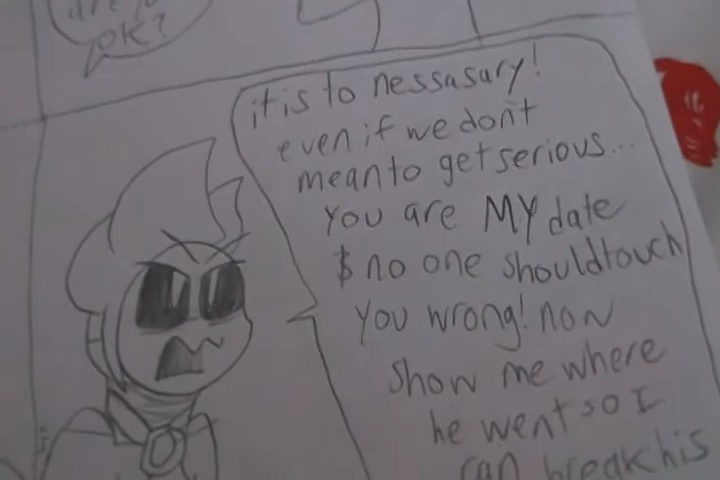 are u
OK?
it is to nessasary!
even if we don't
mean to get serious...
you are MY date
$ no one should touch
you wrong! now
show me where
he went so I
can break his